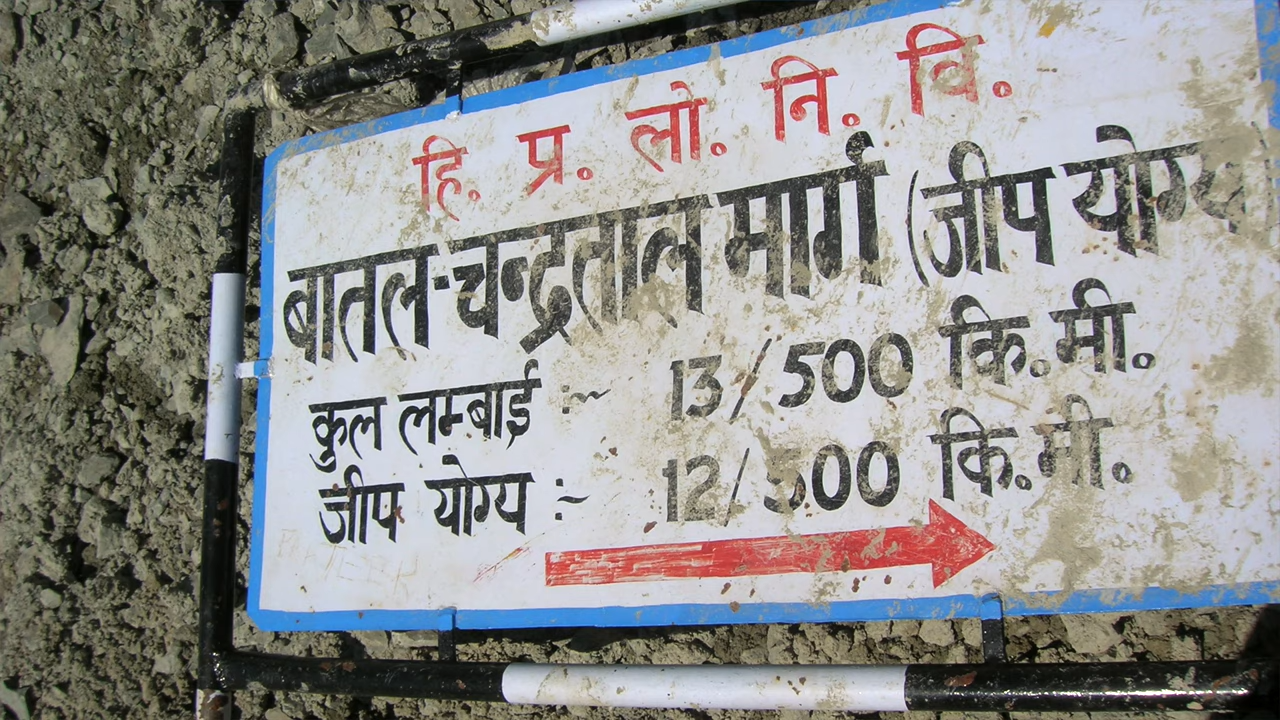 हि. प्र. लो. नि. वि.
बातल-चन्द्रताल मार्ग (जीप योग्य
कुल लम्बाई :~ 13/500 कि.मी.
जीप योग्य :~ 12/500 कि.मी.